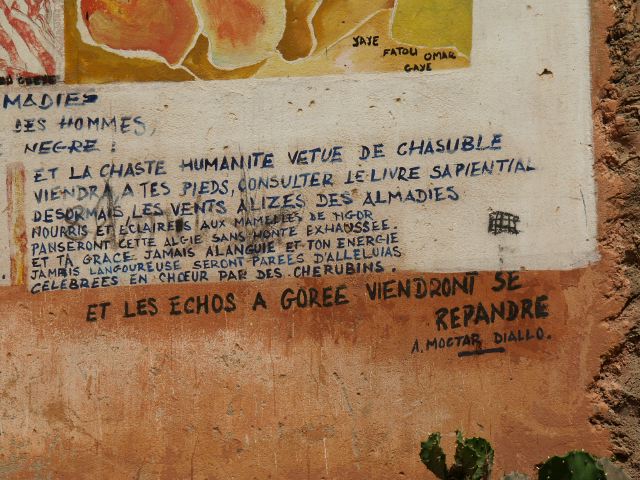 JAYE
FATOU OMAR
GAYE
MADIES
DES HOMMES,
NEGRE !
ET LA CHASTE HUMANITE VETUE DE CHASUBLE
VIENDRA A TES PIEDS, CONSULTER LE LIVRE SAPIENTIAL
DESORMAIS, LES VENTS ALIZES DES ALMADIES
NOURRIS ET ECLAIRES AUX MAMELLES DE TIGOR
PANSERONT CETTE ALGIE SANS HONTE EXHAUSSEE.
ET TA GRACE JAMAIS ALANGUIE ET TON ENERGIE
JAMAIS LANGOUREUSE SERONT PAREES D'ALLELUIAS
CELEBREES EN CHŒUR PAR DES CHERUBINS.
ET LES ECHOS A GOREE VIENDRONT SE
REPANDRE
A. MOCTAR DIALLO.